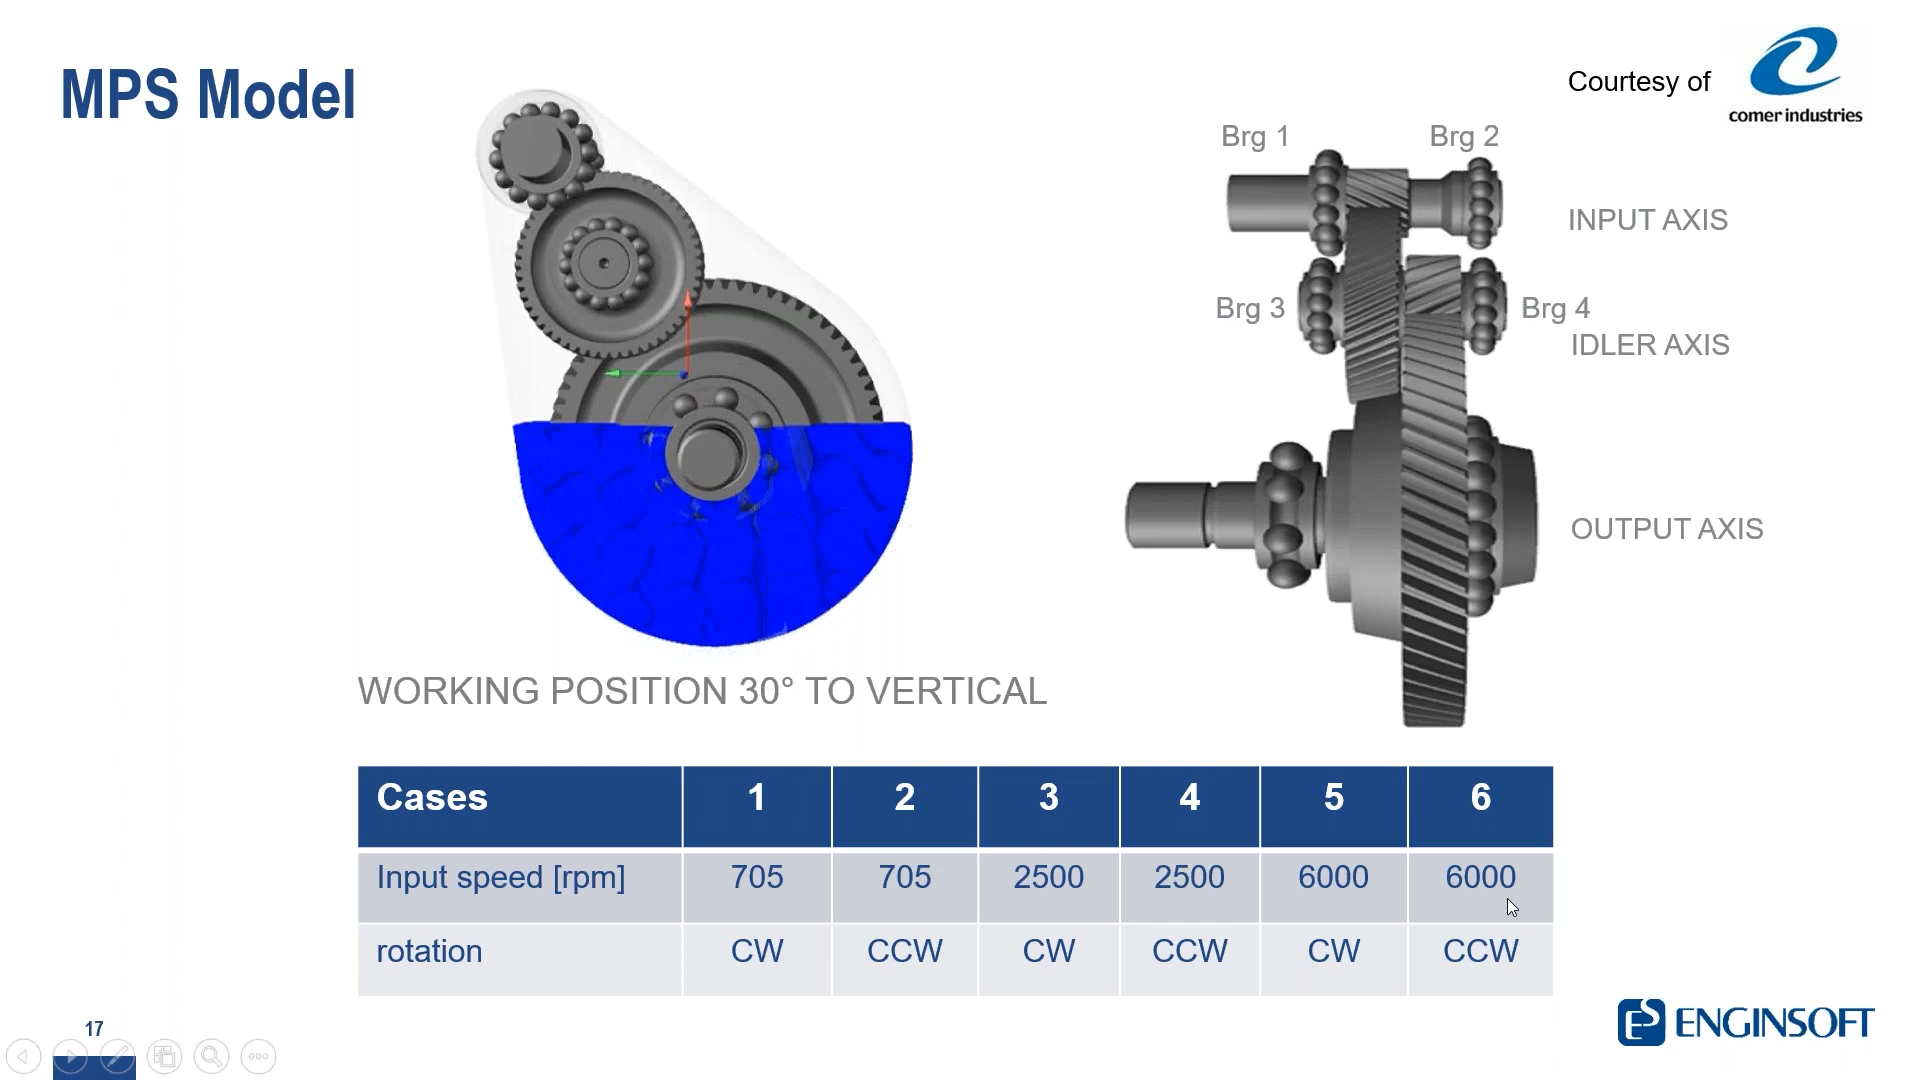 MPS Model
Courtesy of
comer industries
Brg 1
Brg 2
INPUT AXIS
Brg 3
Brg 4
IDLER AXIS
OUTPUT AXIS
WORKING POSITION 30° TO VERTICAL
Cases 1 2 3 4 5 6
Input speed [rpm] 705 705 2500 2500 6000 6000
rotation CW CCW CW CCW CW CCW
17
ES ENGINSOFT